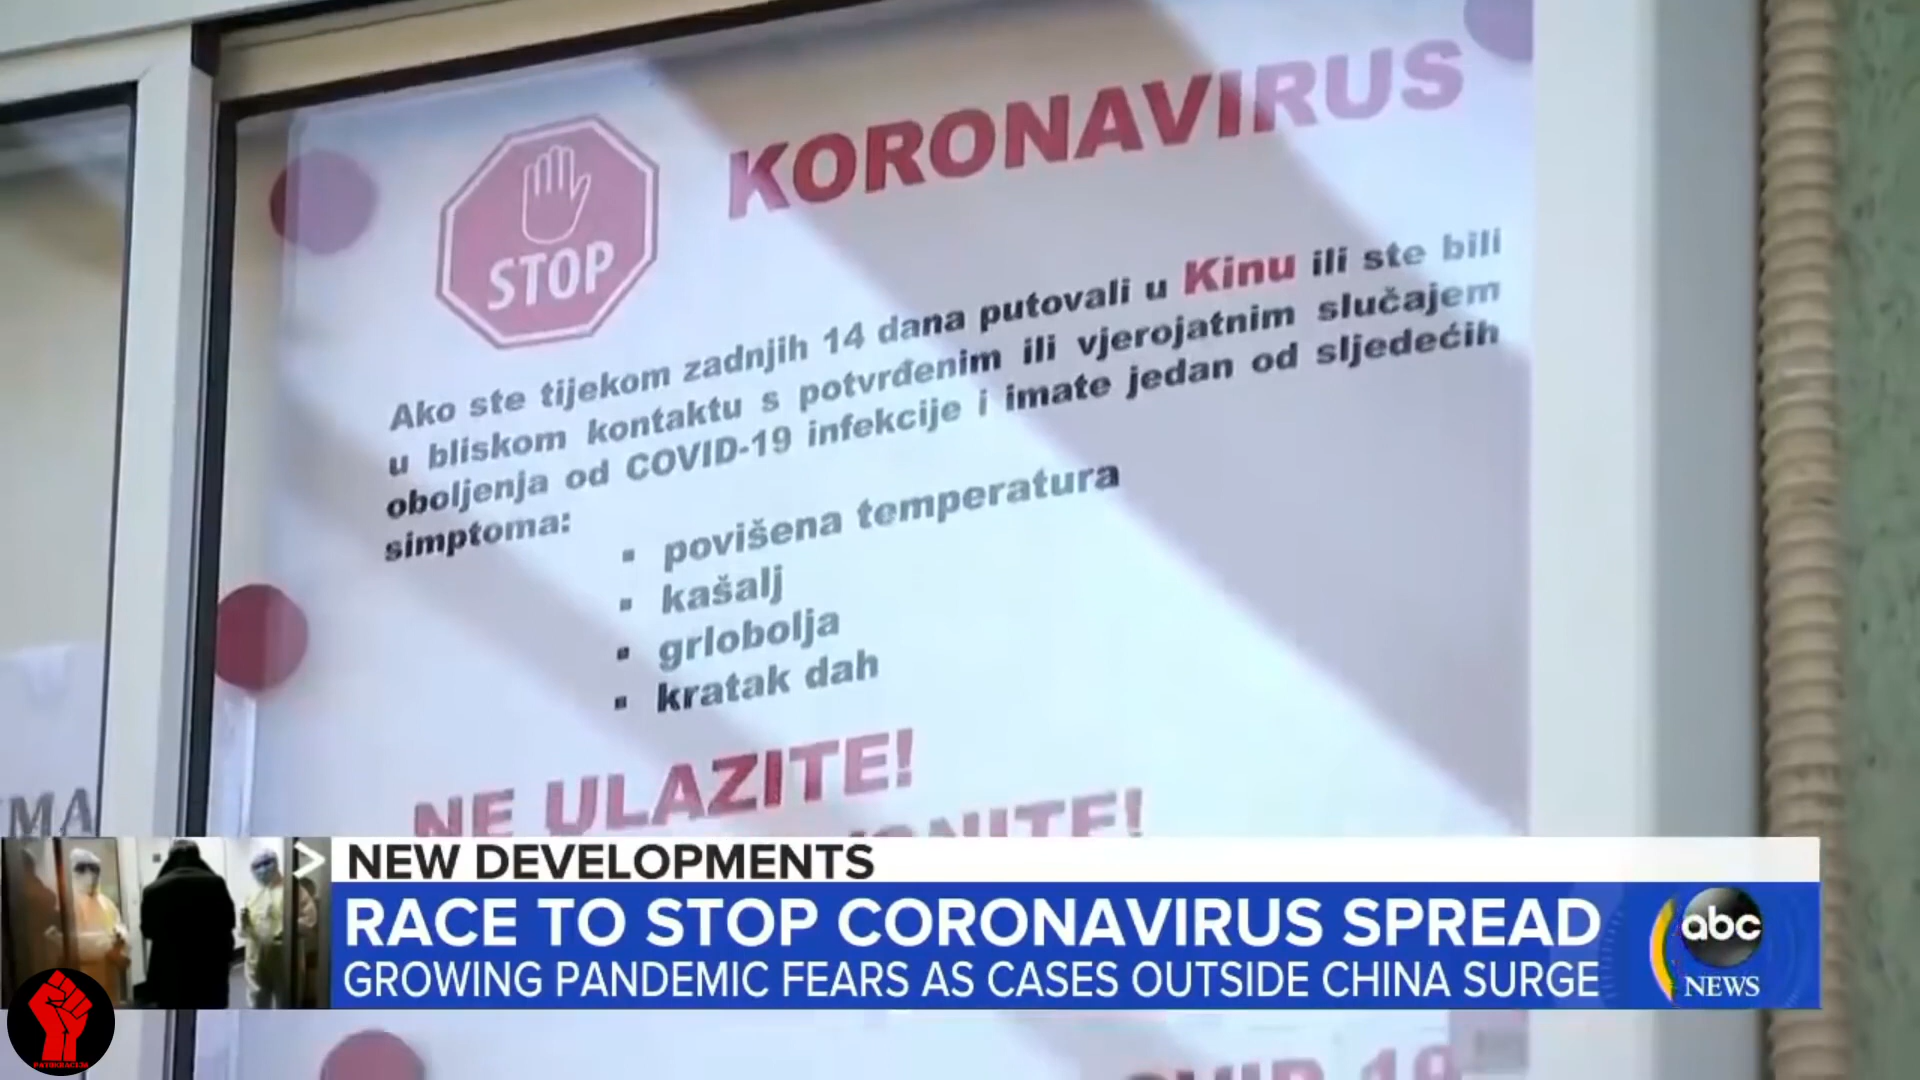 KORONAVIRUS
STOP
Ako ste tijekom zadnjih 14 dana putovali u Kinu ili ste bili
u bliskom kontaktu s potvrđenim ili vjerojatnim slučajem
oboljenja od COVID-19 infekcije i imate jedan od sljedećih
simptoma:
▪ povišena temperatura
▪ kašalj
▪ grlobolja
▪ kratak dah
NE ULAZITE!
NEW DEVELOPMENTS
RACE TO STOP CORONAVIRUS SPREAD
GROWING PANDEMIC FEARS AS CASES OUTSIDE CHINA SURGE
abc
NEWS